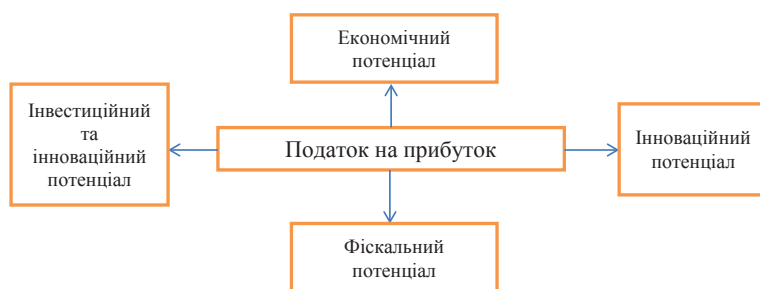 Економічний
потенціал
Інвестиційний
та
інноваційний
потенціал
Податок на прибуток
Інноваційний
потенціал
Фіскальний
потенціал